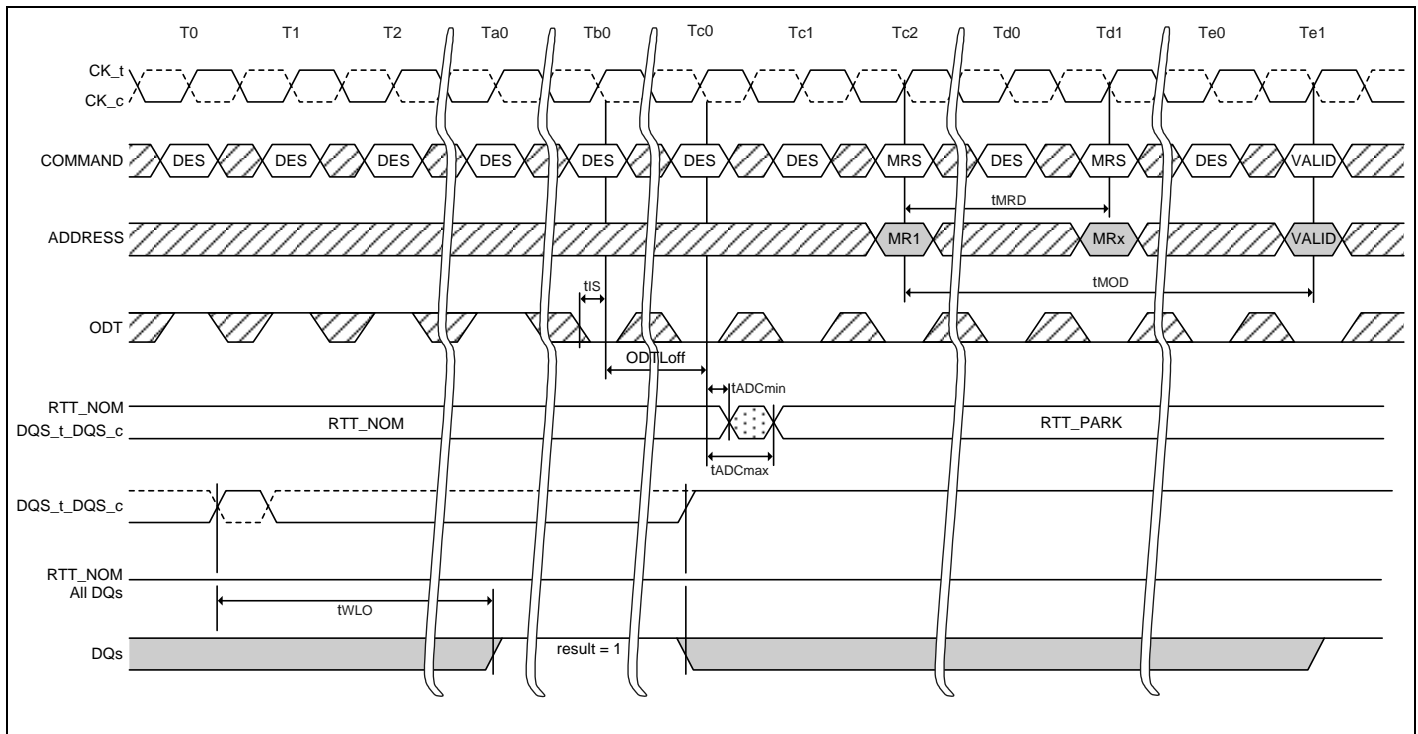 T0 T1 T2 Ta0 Tb0 Tc0 Tc1 Tc2 Td0 Td1 Te0 Te1
CK_t
CK_c
COMMAND DES DES DES DES DES DES DES MRS DES MRS DES VALID
tMRD
ADDRESS MR1 MRx VALID
tIS tMOD
ODT
ODTLoff
tADCmin
RTT_NOM
DQS_t_DQS_c RTT_NOM RTT_PARK
tADCmax
DQS_t_DQS_c
RTT_NOM
All DQs
tWLO
DQs result = 1